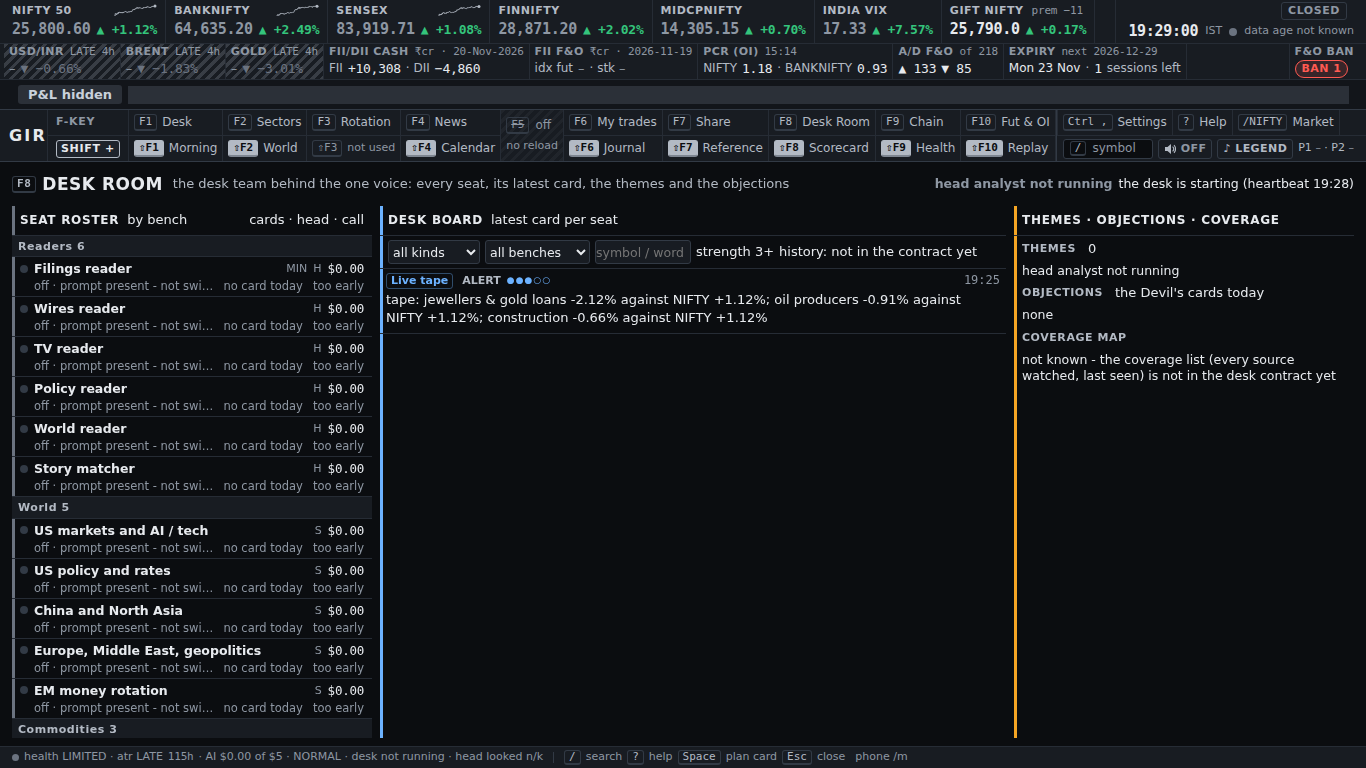 NIFTY 50 BANKNIFTY SENSEX FINNIFTY MIDCPNIFTY INDIA VIX GIFT NIFTY prem −11 CLOSED
25,800.60 ▲ +1.12% 64,635.20 ▲ +2.49% 83,919.71 ▲ +1.08% 28,871.20 ▲ +2.02% 14,305.15 ▲ +0.70% 17.33 ▲ +7.57% 25,790.0 ▲ +0.17% 19:29:00 IST data age not known
USD/INR LATE 4h BRENT LATE 4h GOLD LATE 4h FII/DII CASH ₹cr · 20-Nov-2026 FII F&O ₹cr · 2026-11-19 PCR (OI) 15:14 A/D F&O of 218 EXPIRY next 2026-12-29 F&O BAN
– ▼ −0.66% – ▼ −1.83% – ▼ −3.01% FII +10,308 · DII −4,860 idx fut – · stk – NIFTY 1.18 · BANKNIFTY 0.93 ▲ 133 ▼ 85 Mon 23 Nov · 1 sessions left BAN 1
P&L hidden
GIR F-KEY F1 Desk F2 Sectors F3 Rotation F4 News F5 off F6 My trades F7 Share F8 Desk Room F9 Chain F10 Fut & OI Ctrl , Settings ? Help /NIFTY Market
SHIFT + ⇧F1 Morning ⇧F2 World ⇧F3 not used ⇧F4 Calendar no reload ⇧F6 Journal ⇧F7 Reference ⇧F8 Scorecard ⇧F9 Health ⇧F10 Replay / symbol OFF ♪ LEGEND P1 – · P2 –
F8 DESK ROOM the desk team behind the one voice: every seat, its latest card, the themes and the objections head analyst not running the desk is starting (heartbeat 19:28)
SEAT ROSTER by bench cards · head · call
Readers 6
Filings reader MIN H $0.00
off · prompt present - not swi… no card today too early
Wires reader H $0.00
off · prompt present - not swi… no card today too early
TV reader H $0.00
off · prompt present - not swi… no card today too early
Policy reader H $0.00
off · prompt present - not swi… no card today too early
World reader H $0.00
off · prompt present - not swi… no card today too early
Story matcher H $0.00
off · prompt present - not swi… no card today too early
World 5
US markets and AI / tech S $0.00
off · prompt present - not swi… no card today too early
US policy and rates S $0.00
off · prompt present - not swi… no card today too early
China and North Asia S $0.00
off · prompt present - not swi… no card today too early
Europe, Middle East, geopolitics S $0.00
off · prompt present - not swi… no card today too early
EM money rotation S $0.00
off · prompt present - not swi… no card today too early
Commodities 3
DESK BOARD latest card per seat
all kinds all benches symbol / word strength 3+ history: not in the contract yet
Live tape ALERT ●●●○○ 19:25
tape: jewellers & gold loans -2.12% against NIFTY +1.12%; oil producers -0.91% against
NIFTY +1.12%; construction -0.66% against NIFTY +1.12%
THEMES · OBJECTIONS · COVERAGE
THEMES 0
head analyst not running
OBJECTIONS the Devil's cards today
none
COVERAGE MAP
not known - the coverage list (every source
watched, last seen) is not in the desk contract yet
health LIMITED · atr LATE 115h · AI $0.00 of $5 · NORMAL · desk not running · head looked n/k / search ? help Space plan card Esc close phone /m